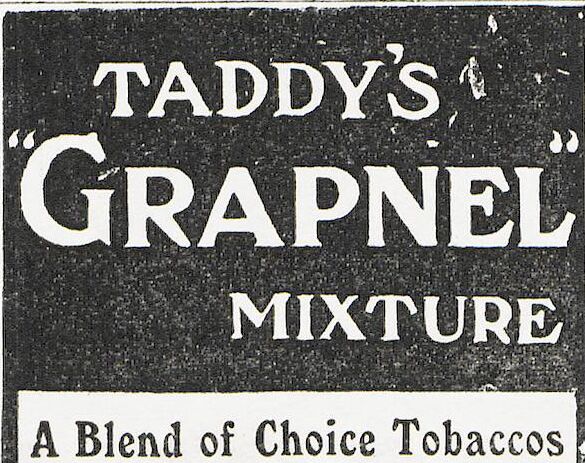 TADDY'S
“GRAPNEL”
MIXTURE
A Blend of Choice Tobaccos